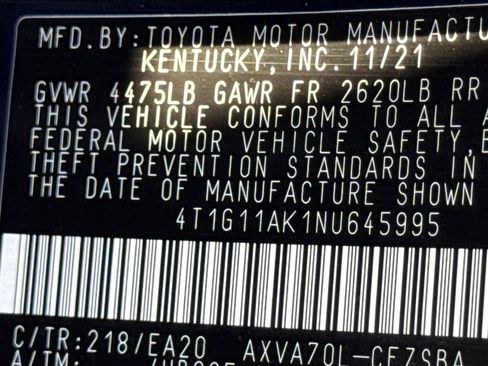 MFD. BY: TOYOTA MOTOR MANUFACTU
KENTUCKY, INC. 11/21
GVWR 4475LB GAWR FR 2620LB RR
THIS VEHICLE CONFORMS TO ALL A
FEDERAL MOTOR VEHICLE SAFETY,
THEFT PREVENTION STANDARDS IN
THE DATE OF MANUFACTURE SHOWN
4T1G11AK1NU645995
C/TR:218/EA20 AXVA70L-CEZSBA
A/TM: